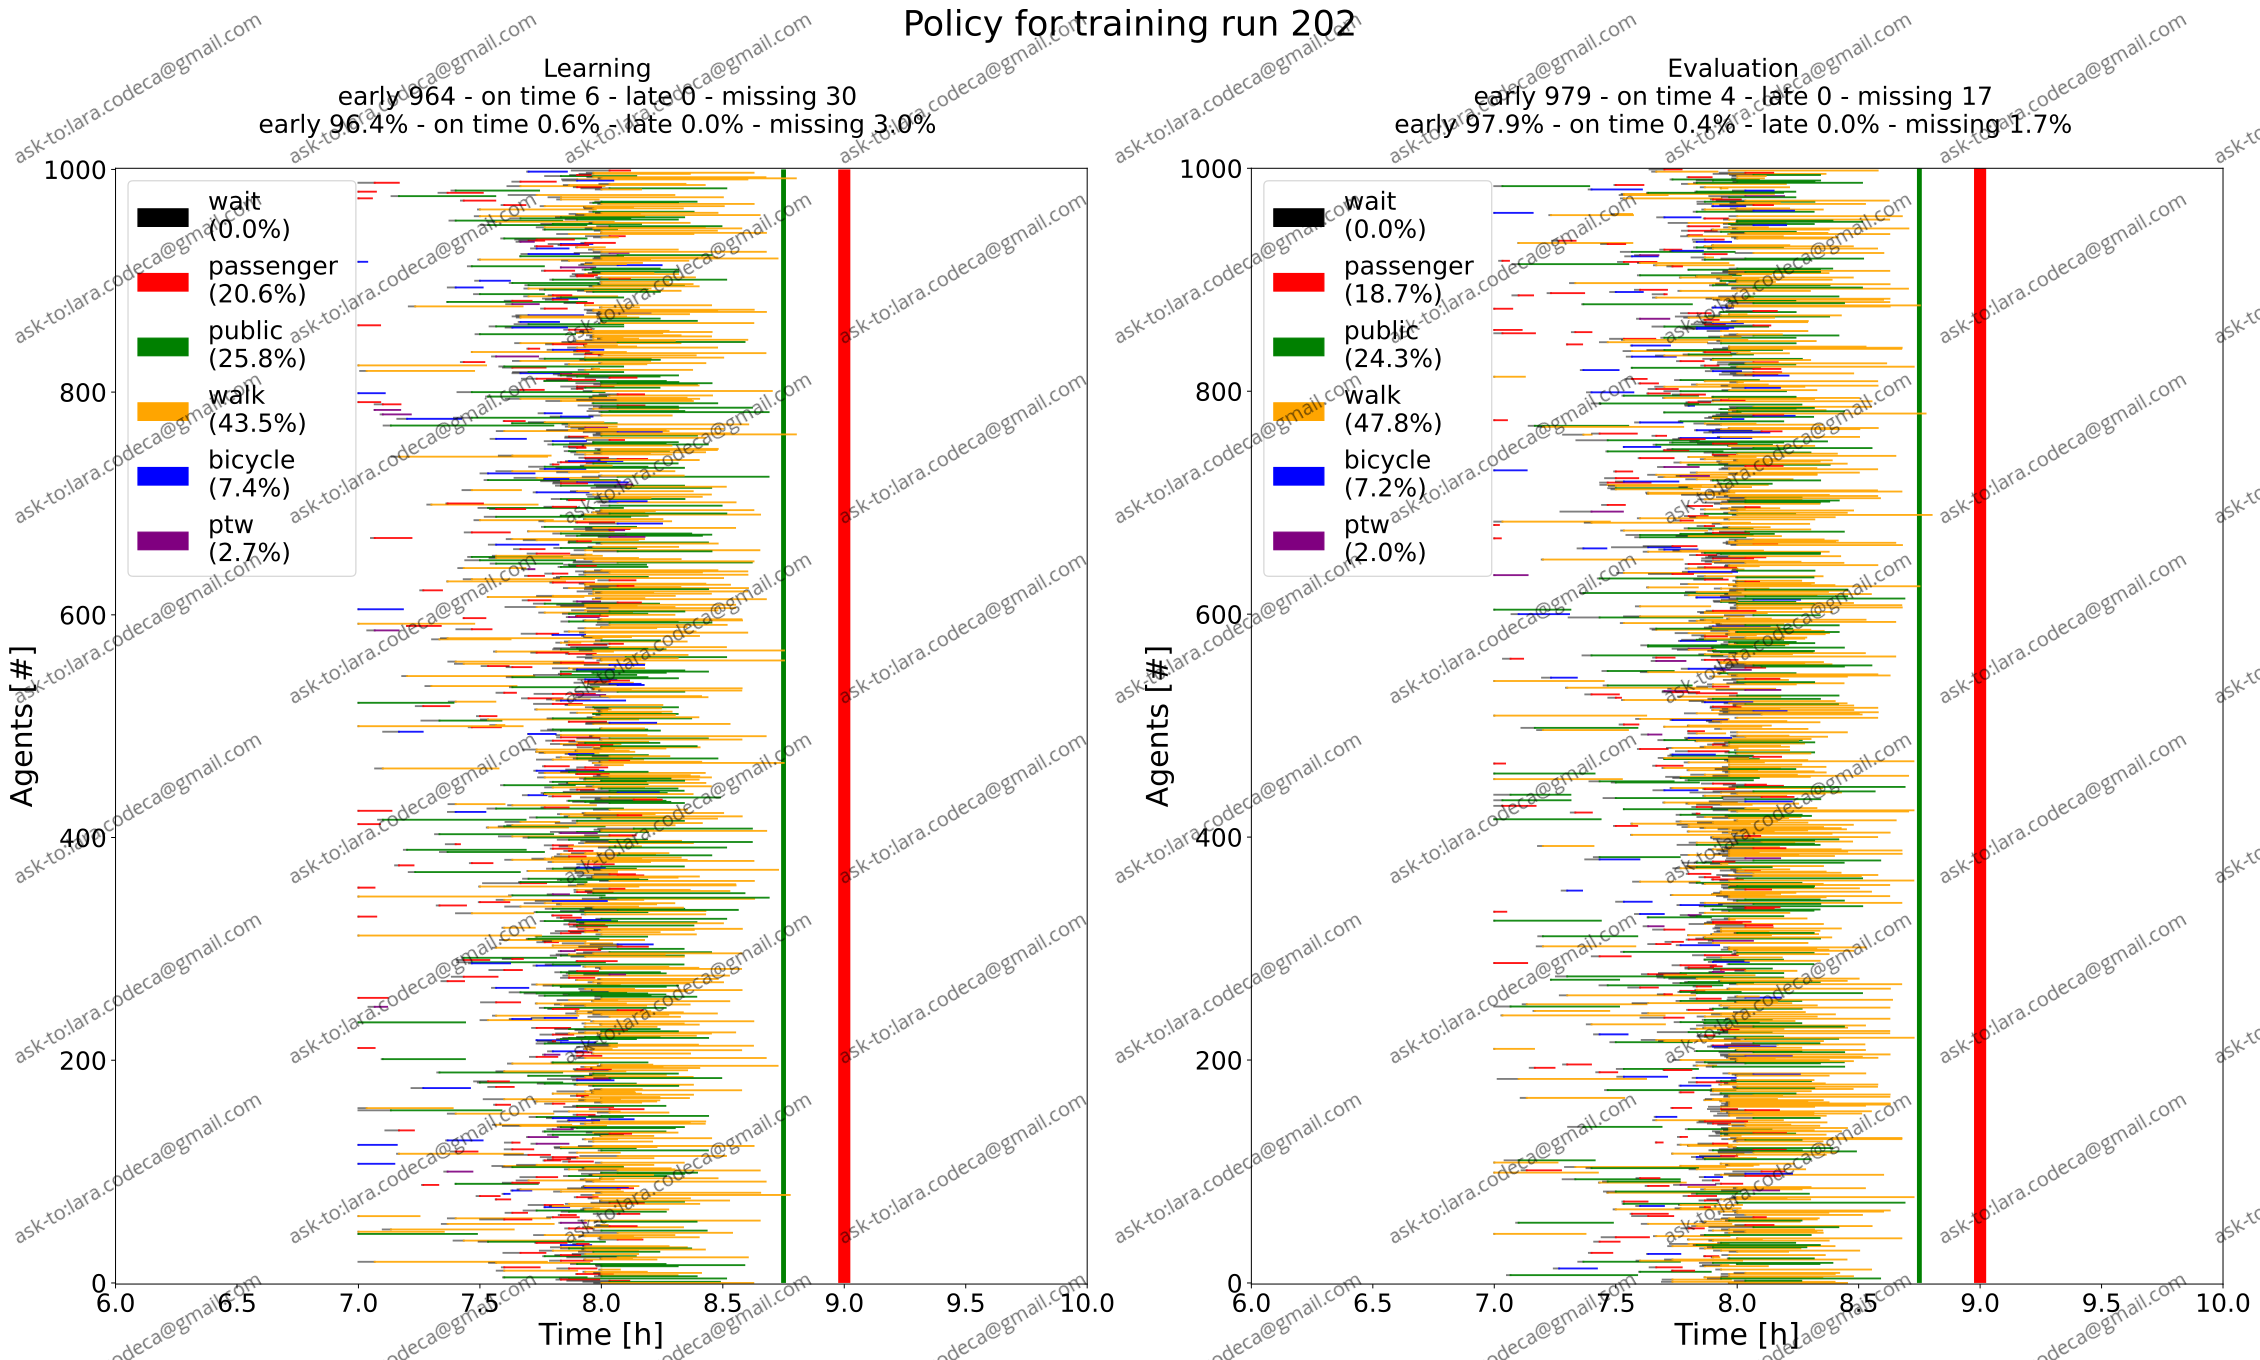 Policy for training run 202
Learning
early 964 - on time 6 - late 0 - missing 30
early 96.4% - on time 0.6% - late 0.0% - missing 3.0%
1000
800
600
400
200
0
Agents [#]
wait
(0.0%)
passenger
(20.6%)
public
(25.8%)
walk
(43.5%)
bicycle
(7.4%)
ptw
(2.7%)
6.0 6.5 7.0 7.5 8.0 8.5 9.0 9.5 10.0
Time [h]
Evaluation
early 979 - on time 4 - late 0 - missing 17
early 97.9% - on time 0.4% - late 0.0% - missing 1.7%
1000
800
600
400
200
0
Agents [#]
wait
(0.0%)
passenger
(18.7%)
public
(24.3%)
walk
(47.8%)
bicycle
(7.2%)
ptw
(2.0%)
6.0 6.5 7.0 7.5 8.0 8.5 9.0 9.5 10.0
Time [h]
ask-to:lara.codeca@gmail.com